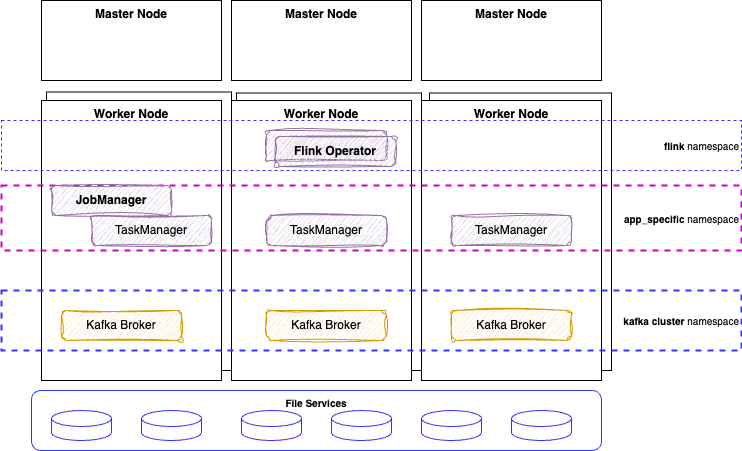 Master Node
Master Node
Master Node
Worker Node
Worker Node
Worker Node
Flink Operator
flink namespace
JobManager
TaskManager
TaskManager
TaskManager
app_specific namespace
Kafka Broker
Kafka Broker
Kafka Broker
kafka cluster namespace
File Services